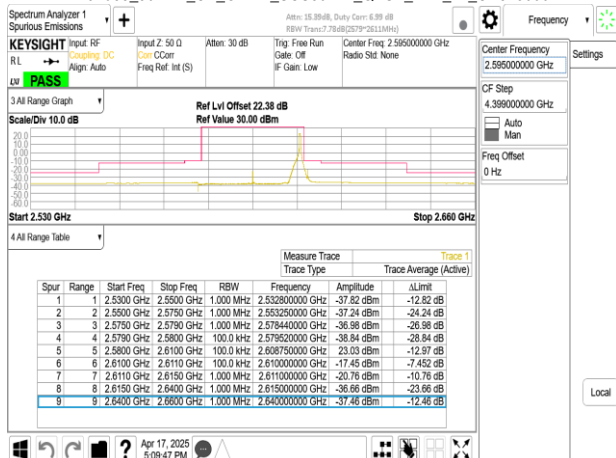 Spectrum Analyzer 1
Spurious Emissions
Attn: 15.39dB, Duty Corr: 6.99 dB
RBW Trans:7.78dB(2579~2611MHz)
Frequency
KEYSIGHT
Input: RF
Input Z: 50 Ω
Atten: 30 dB
Trig: Free Run
Center Freq: 2.595000000 GHz
RL
Coupling: DC
Corr CCorr
Gate: Off
Radio Std: None
Align: Auto
Freq Ref: Int (S)
IF Gain: Low
LXI
PASS
Center Frequency
2.595000000 GHz
Settings
CF Step
4.399000000 GHz
Auto
Man
Freq Offset
0 Hz
3 All Range Graph
Ref Lvl Offset 22.38 dB
Scale/Div 10.0 dB
Ref Value 30.00 dBm
20.0
10.0
0.00
-10.0
-20.0
-30.0
-40.0
-50.0
-60.0
Start 2.530 GHz
Stop 2.660 GHz
4 All Range Table
Measure Trace Trace 1
Trace Type Trace Average (Active)
Spur Range Start Freq Stop Freq RBW Frequency Amplitude ΔLimit
1 1 2.5300 GHz 2.5500 GHz 1.000 MHz 2.532800000 GHz -37.82 dBm -12.82 dB
2 2 2.5500 GHz 2.5750 GHz 1.000 MHz 2.553250000 GHz -37.24 dBm -24.24 dB
3 3 2.5750 GHz 2.5790 GHz 1.000 MHz 2.578440000 GHz -36.98 dBm -26.98 dB
4 4 2.5790 GHz 2.5800 GHz 100.0 kHz 2.579520000 GHz -38.84 dBm -28.84 dB
5 5 2.5800 GHz 2.6100 GHz 100.0 kHz 2.608750000 GHz 23.03 dBm -12.97 dB
6 6 2.6100 GHz 2.6110 GHz 100.0 kHz 2.610000000 GHz -17.45 dBm -7.452 dB
7 7 2.6110 GHz 2.6150 GHz 1.000 MHz 2.611000000 GHz -20.76 dBm -10.76 dB
8 8 2.6150 GHz 2.6400 GHz 1.000 MHz 2.615000000 GHz -36.66 dBm -23.66 dB
9 9 2.6400 GHz 2.6600 GHz 1.000 MHz 2.640000000 GHz -37.46 dBm -12.46 dB
Local
Apr 17, 2025
5:09:47 PM